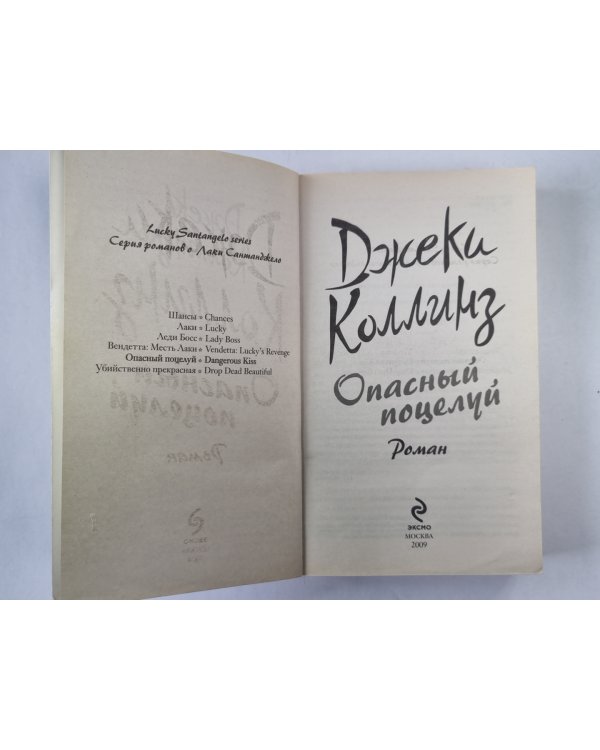 Lucky Santangelo series
Серия романов о Лаки Сантанджело
Шансы • Chances
Лаки • Lucky
Леди Босс • Lady Boss
Вендетта: Месть Лаки • Vendetta: Lucky's Revenge
Опасный поцелуй • Dangerous Kiss
Убийственно прекрасная • Drop Dead Beautiful
Джеки
Коллинз
Опасный
поцелуй
Роман
ЭКСМО
МОСКВА
2009